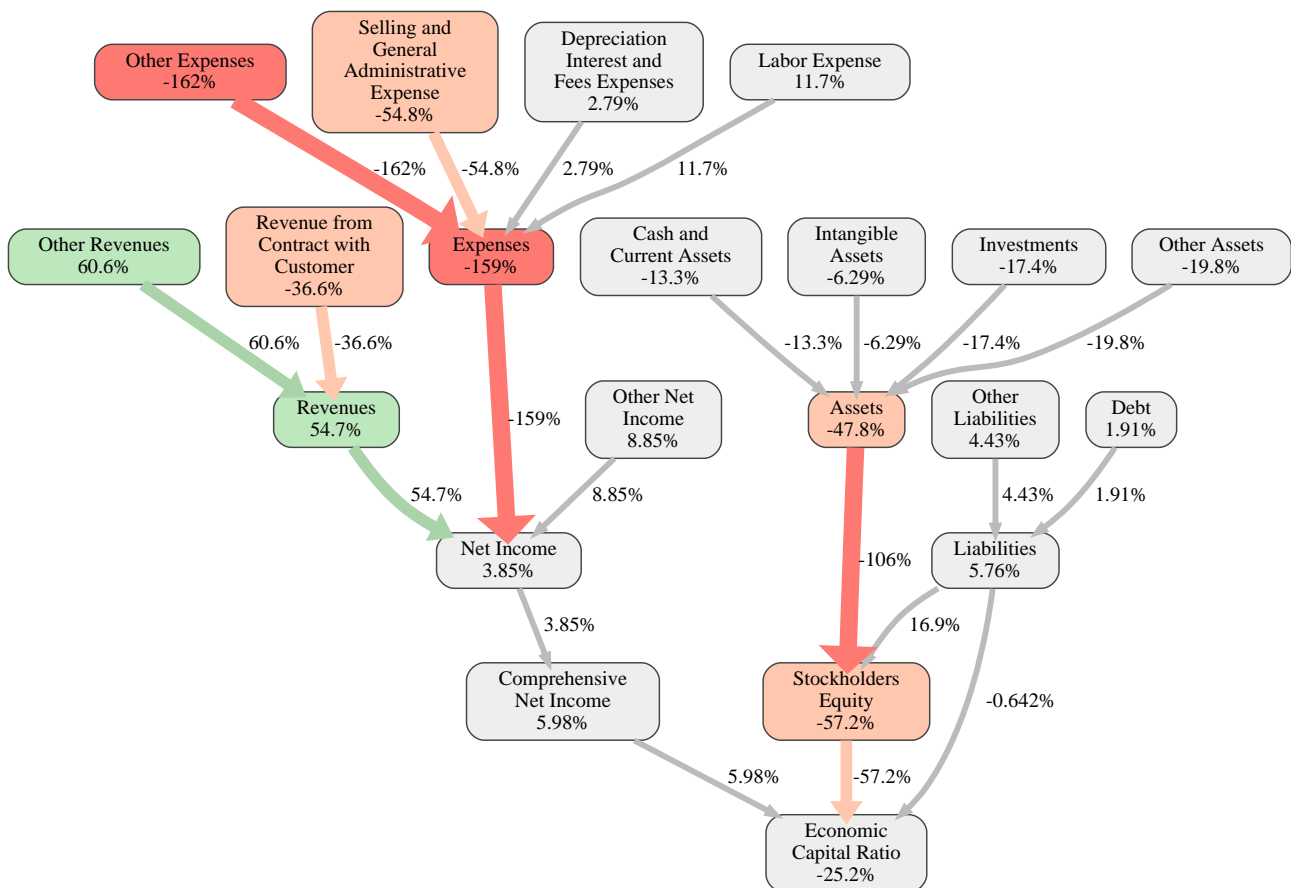 Other Expenses
-162%
Selling and
General
Administrative
Expense
-54.8%
Depreciation
Interest and
Fees Expenses
2.79%
Labor Expense
11.7%
-162%
-54.8%
2.79%
11.7%
Other Revenues
60.6%
Revenue from
Contract with
Customer
-36.6%
Expenses
-159%
Cash and
Current Assets
-13.3%
Intangible
Assets
-6.29%
Investments
-17.4%
Other Assets
-19.8%
60.6%
-36.6%
-159%
-13.3%
-6.29%
-17.4%
-19.8%
Revenues
54.7%
Other Net
Income
8.85%
Assets
-47.8%
Other
Liabilities
4.43%
Debt
1.91%
54.7%
8.85%
-106%
4.43%
1.91%
Net Income
3.85%
Liabilities
5.76%
3.85%
16.9%
-0.642%
Comprehensive
Net Income
5.98%
Stockholders
Equity
-57.2%
5.98%
-57.2%
Economic
Capital Ratio
-25.2%